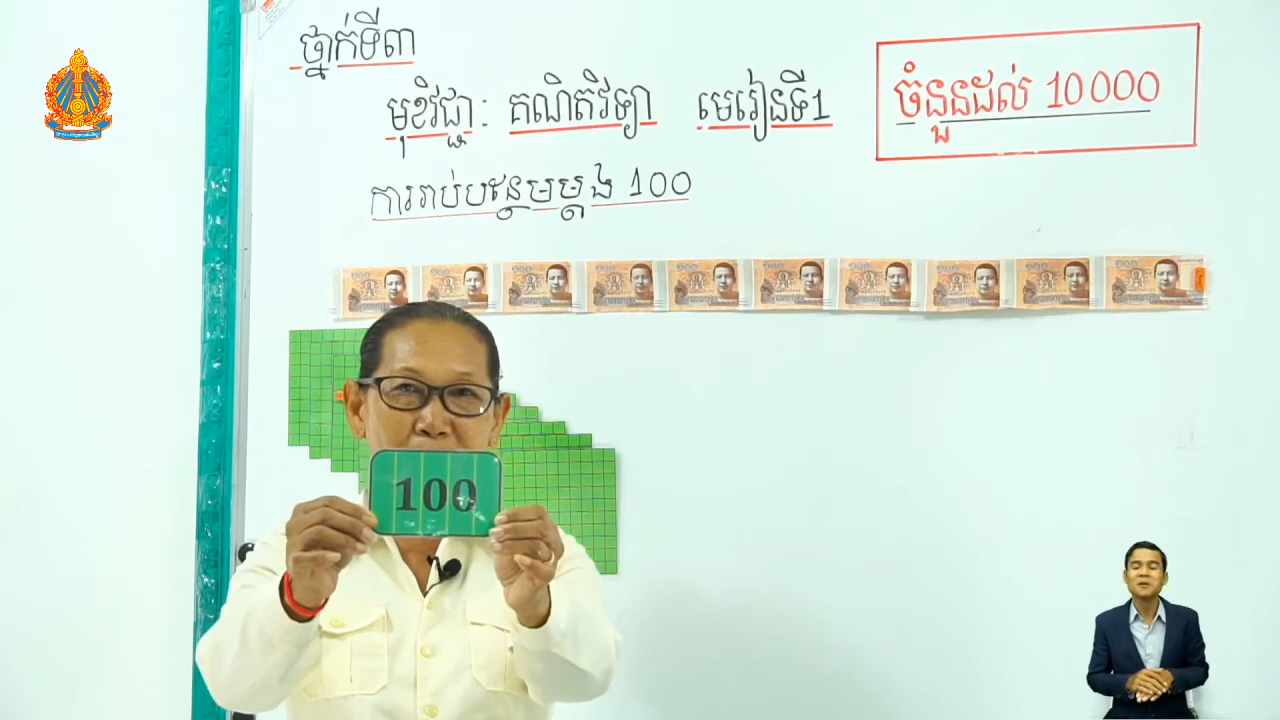 ថ្នាក់ទី៣
មុខវិជ្ជា : គណិតវិទ្យា មេរៀនទី1
ចំនួនដល់ 10000
ការរាប់បន្ថែមម្តង 100
100